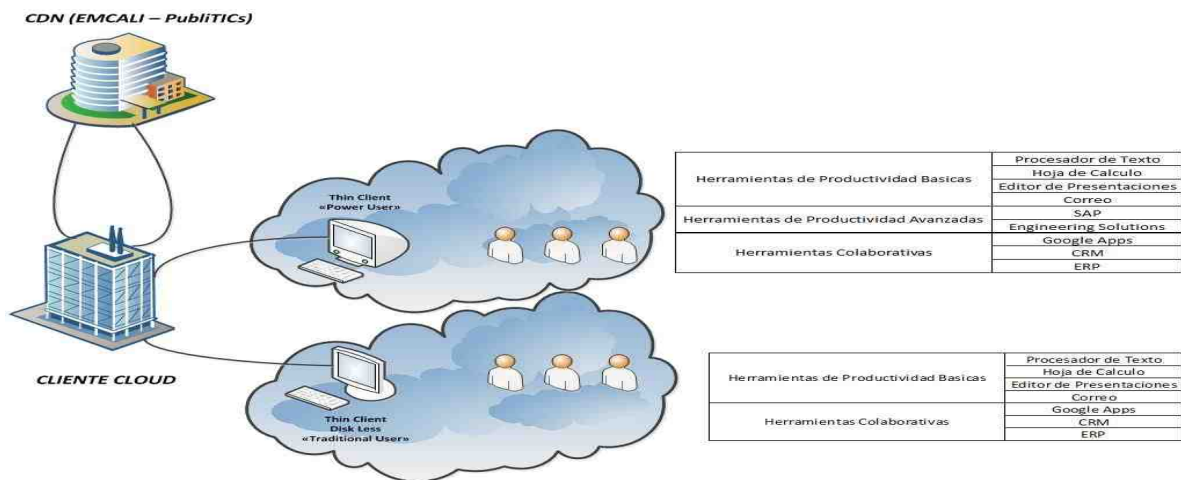 CDN (EMCALI – PubliTICs)
Thin Client
«Power User»
Herramientas de Productividad Basicas
Procesador de Texto
Hoja de Calculo
Editor de Presentaciones
Correo
Herramientas de Productividad Avanzadas
SAP
Engineering Solutions
Herramientas Colaborativas
Google Apps
CRM
ERP
CLIENTE CLOUD
Thin Client
Disk Less
«Traditional User»
Herramientas de Productividad Basicas
Procesador de Texto
Hoja de Calculo
Editor de Presentaciones
Correo
Herramientas Colaborativas
Google Apps
CRM
ERP